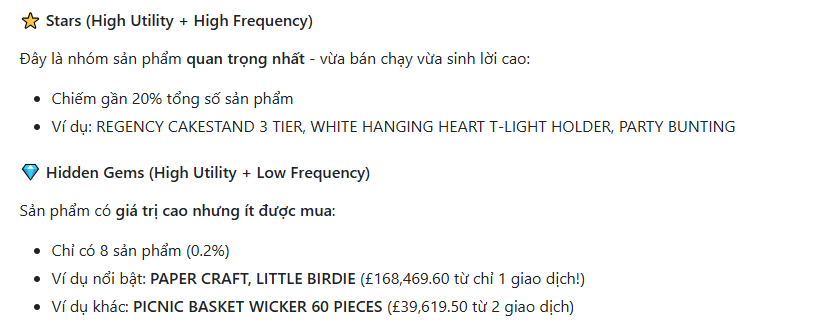 ⭐ Stars (High Utility + High Frequency)
Đây là nhóm sản phẩm quan trọng nhất - vừa bán chạy vừa sinh lời cao:
• Chiếm gần 20% tổng số sản phẩm
• Ví dụ: REGENCY CAKESTAND 3 TIER, WHITE HANGING HEART T-LIGHT HOLDER, PARTY BUNTING
💎 Hidden Gems (High Utility + Low Frequency)
Sản phẩm có giá trị cao nhưng ít được mua:
• Chỉ có 8 sản phẩm (0.2%)
• Ví dụ nổi bật: PAPER CRAFT, LITTLE BIRDIE (£168,469.60 từ chỉ 1 giao dịch!)
• Ví dụ khác: PICNIC BASKET WICKER 60 PIECES (£39,619.50 từ 2 giao dịch)